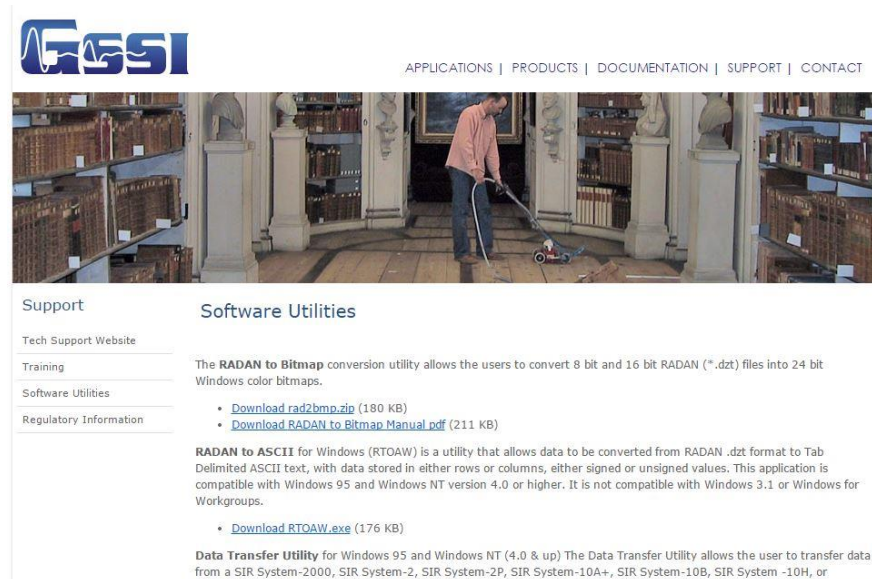 GSSI
APPLICATIONS | PRODUCTS | DOCUMENTATION | SUPPORT | CONTACT
Support
Tech Support Website
Training
Software Utilities
Regulatory Information
Software Utilities
The RADAN to Bitmap conversion utility allows the users to convert 8 bit and 16 bit RADAN (*.dzt) files into 24 bit
Windows color bitmaps.
• Download rad2bmp.zip (180 KB)
• Download RADAN to Bitmap Manual pdf (211 KB)
RADAN to ASCII for Windows (RTOAW) is a utility that allows data to be converted from RADAN .dzt format to Tab
Delimited ASCII text, with data stored in either rows or columns, either signed or unsigned values. This application is
compatible with Windows 95 and Windows NT version 4.0 or higher. It is not compatible with Windows 3.1 or Windows for
Workgroups.
• Download RTOAW.exe (176 KB)
Data Transfer Utility for Windows 95 and Windows NT (4.0 & up) The Data Transfer Utility allows the user to transfer data
from a SIR System-2000, SIR System-2, SIR System-2P, SIR System-10A+, SIR System-10B, SIR System -10H, or